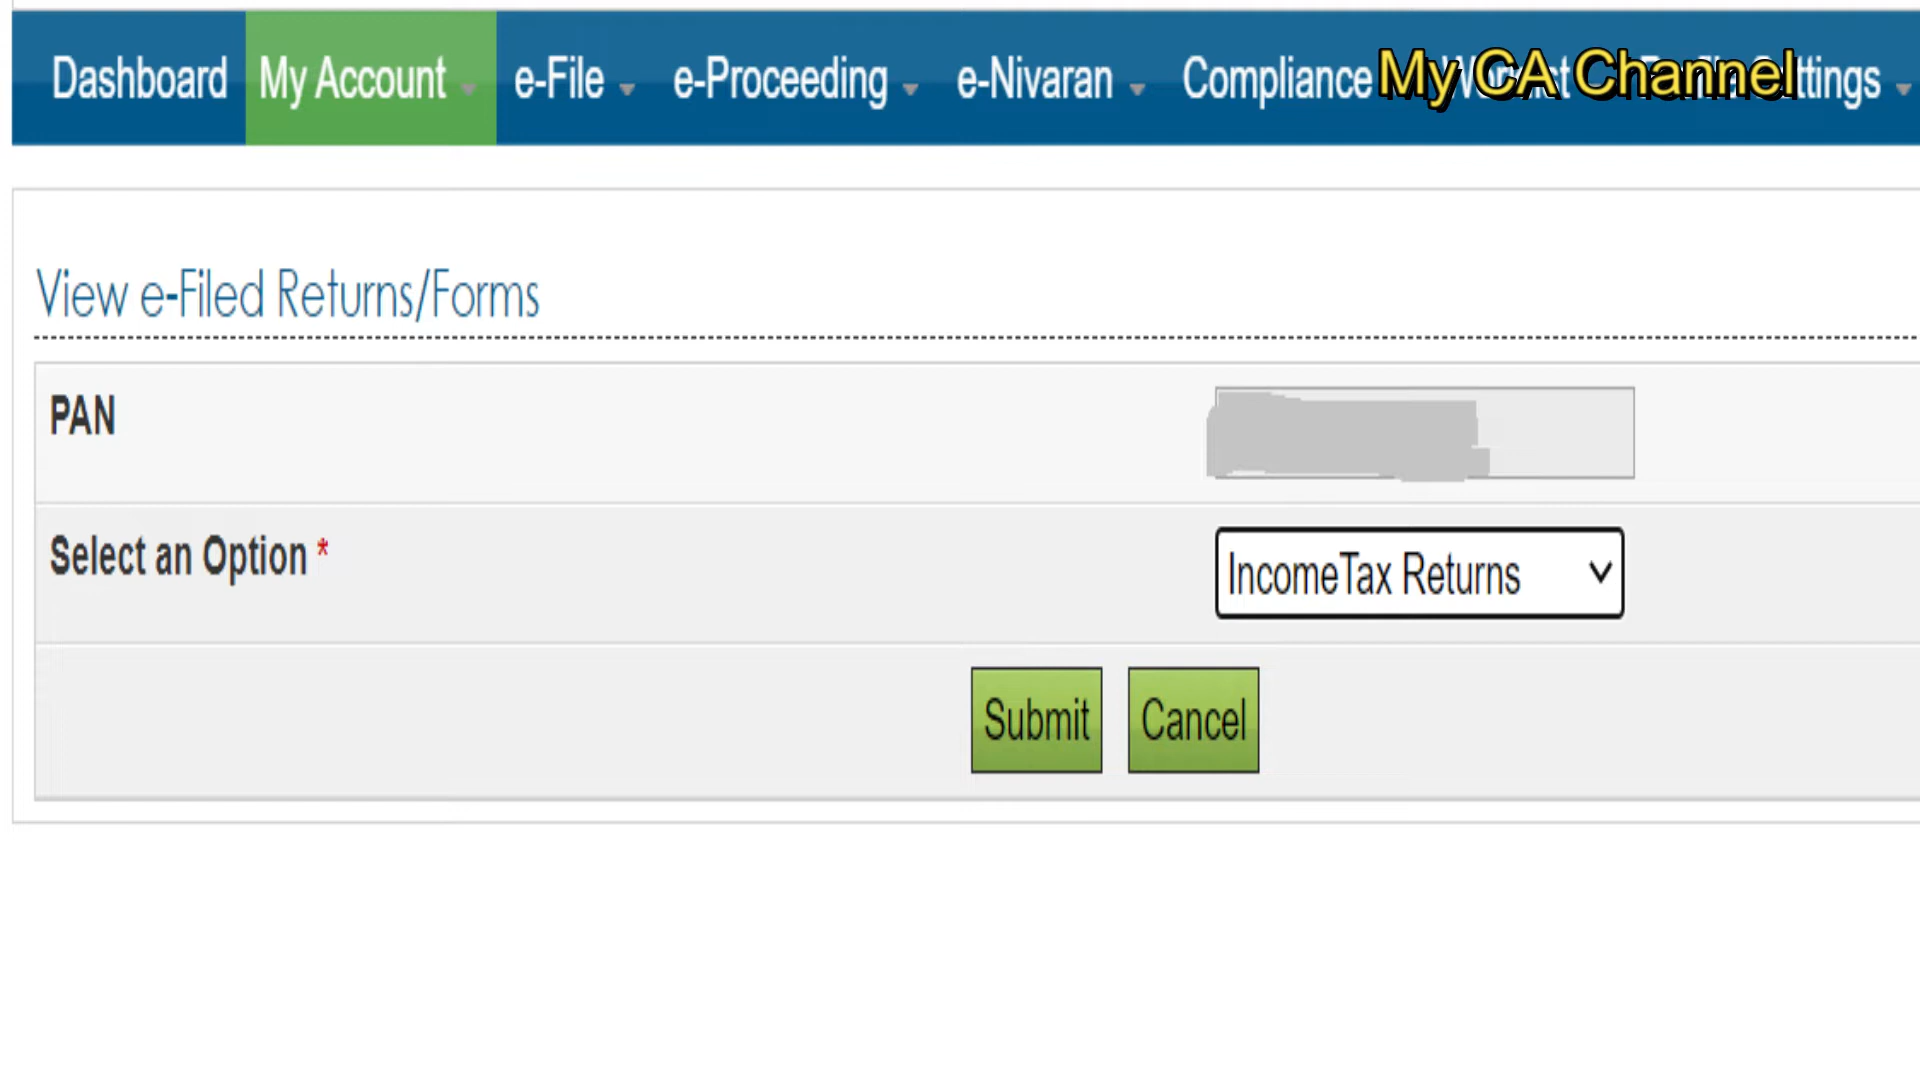 Dashboard My Account e-File e-Proceeding e-Nivaran Compliance My CA Channel
View e-Filed Returns/Forms
PAN
Select an Option * IncomeTax Returns
Submit Cancel